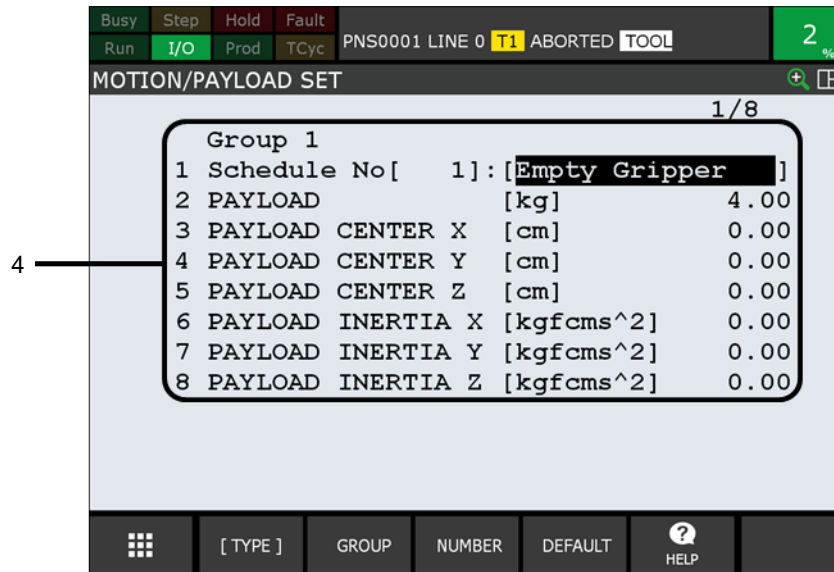 Busy Step Hold Fault
Run I/O Prod TCyc PNS0001 LINE 0 T1 ABORTED TOOL 2 %
MOTION/PAYLOAD SET
1/8
Group 1
1 Schedule No[ 1]:[Empty Gripper ]
2 PAYLOAD [kg] 4.00
3 PAYLOAD CENTER X [cm] 0.00
4 PAYLOAD CENTER Y [cm] 0.00
5 PAYLOAD CENTER Z [cm] 0.00
6 PAYLOAD INERTIA X [kgfcms^2] 0.00
7 PAYLOAD INERTIA Y [kgfcms^2] 0.00
8 PAYLOAD INERTIA Z [kgfcms^2] 0.00
4
[ TYPE ] GROUP NUMBER DEFAULT ? HELP